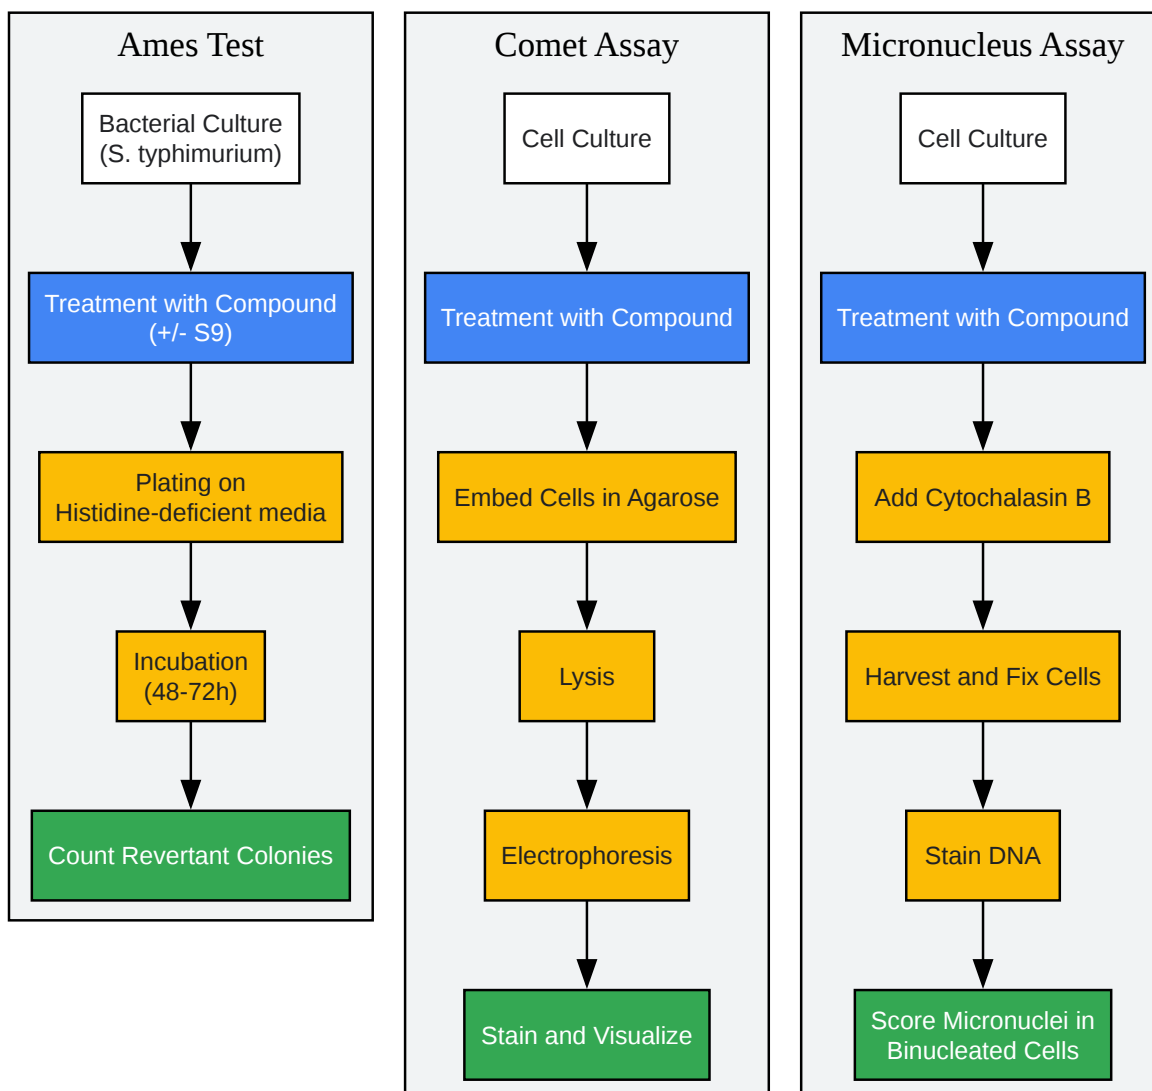 Ames Test
Bacterial Culture
(S. typhimurium)
Treatment with Compound
(+/- S9)
Plating on
Histidine-deficient media
Incubation
(48-72h)
Count Revertant Colonies
Comet Assay
Cell Culture
Treatment with Compound
Embed Cells in Agarose
Lysis
Electrophoresis
Stain and Visualize
Micronucleus Assay
Cell Culture
Treatment with Compound
Add Cytochalasin B
Harvest and Fix Cells
Stain DNA
Score Micronuclei in
Binucleated Cells